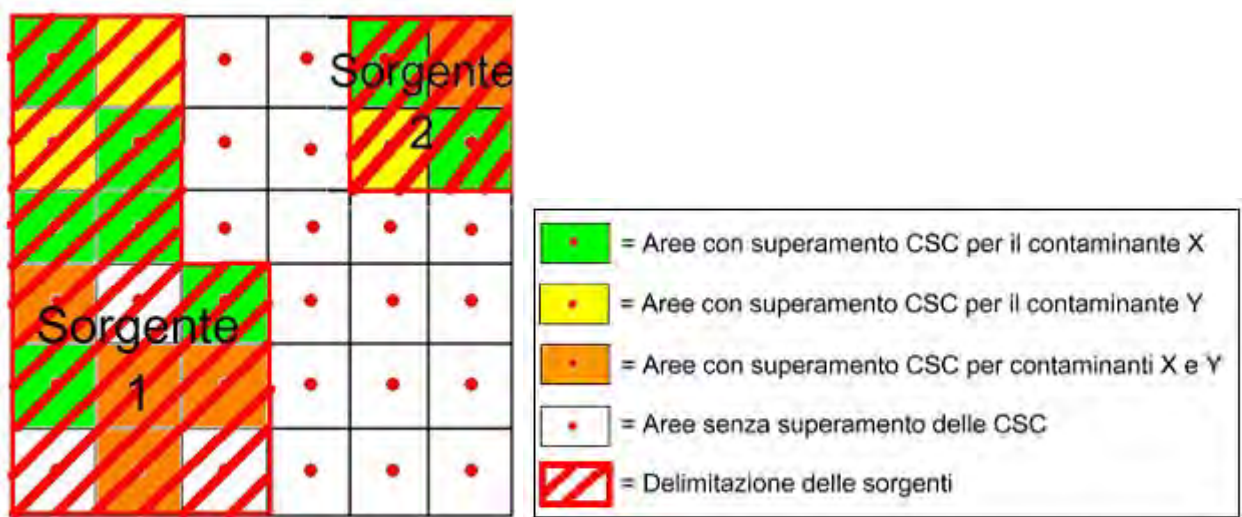 Sorgente
2
Sorgente
1
= Aree con superamento CSC per il contaminante X
= Aree con superamento CSC per il contaminante Y
= Aree con superamento CSC per contaminanti X e Y
= Aree senza superamento delle CSC
= Delimitazione delle sorgenti